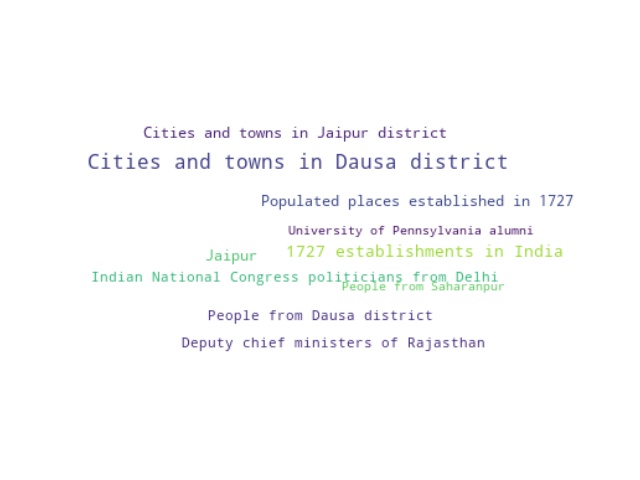 Cities and towns in Jaipur district
Cities and towns in Dausa district
Populated places established in 1727
University of Pennsylvania alumni
1727 establishments in India
Jaipur
Indian National Congress politicians from Delhi
People from Saharanpur
People from Dausa district
Deputy chief ministers of Rajasthan